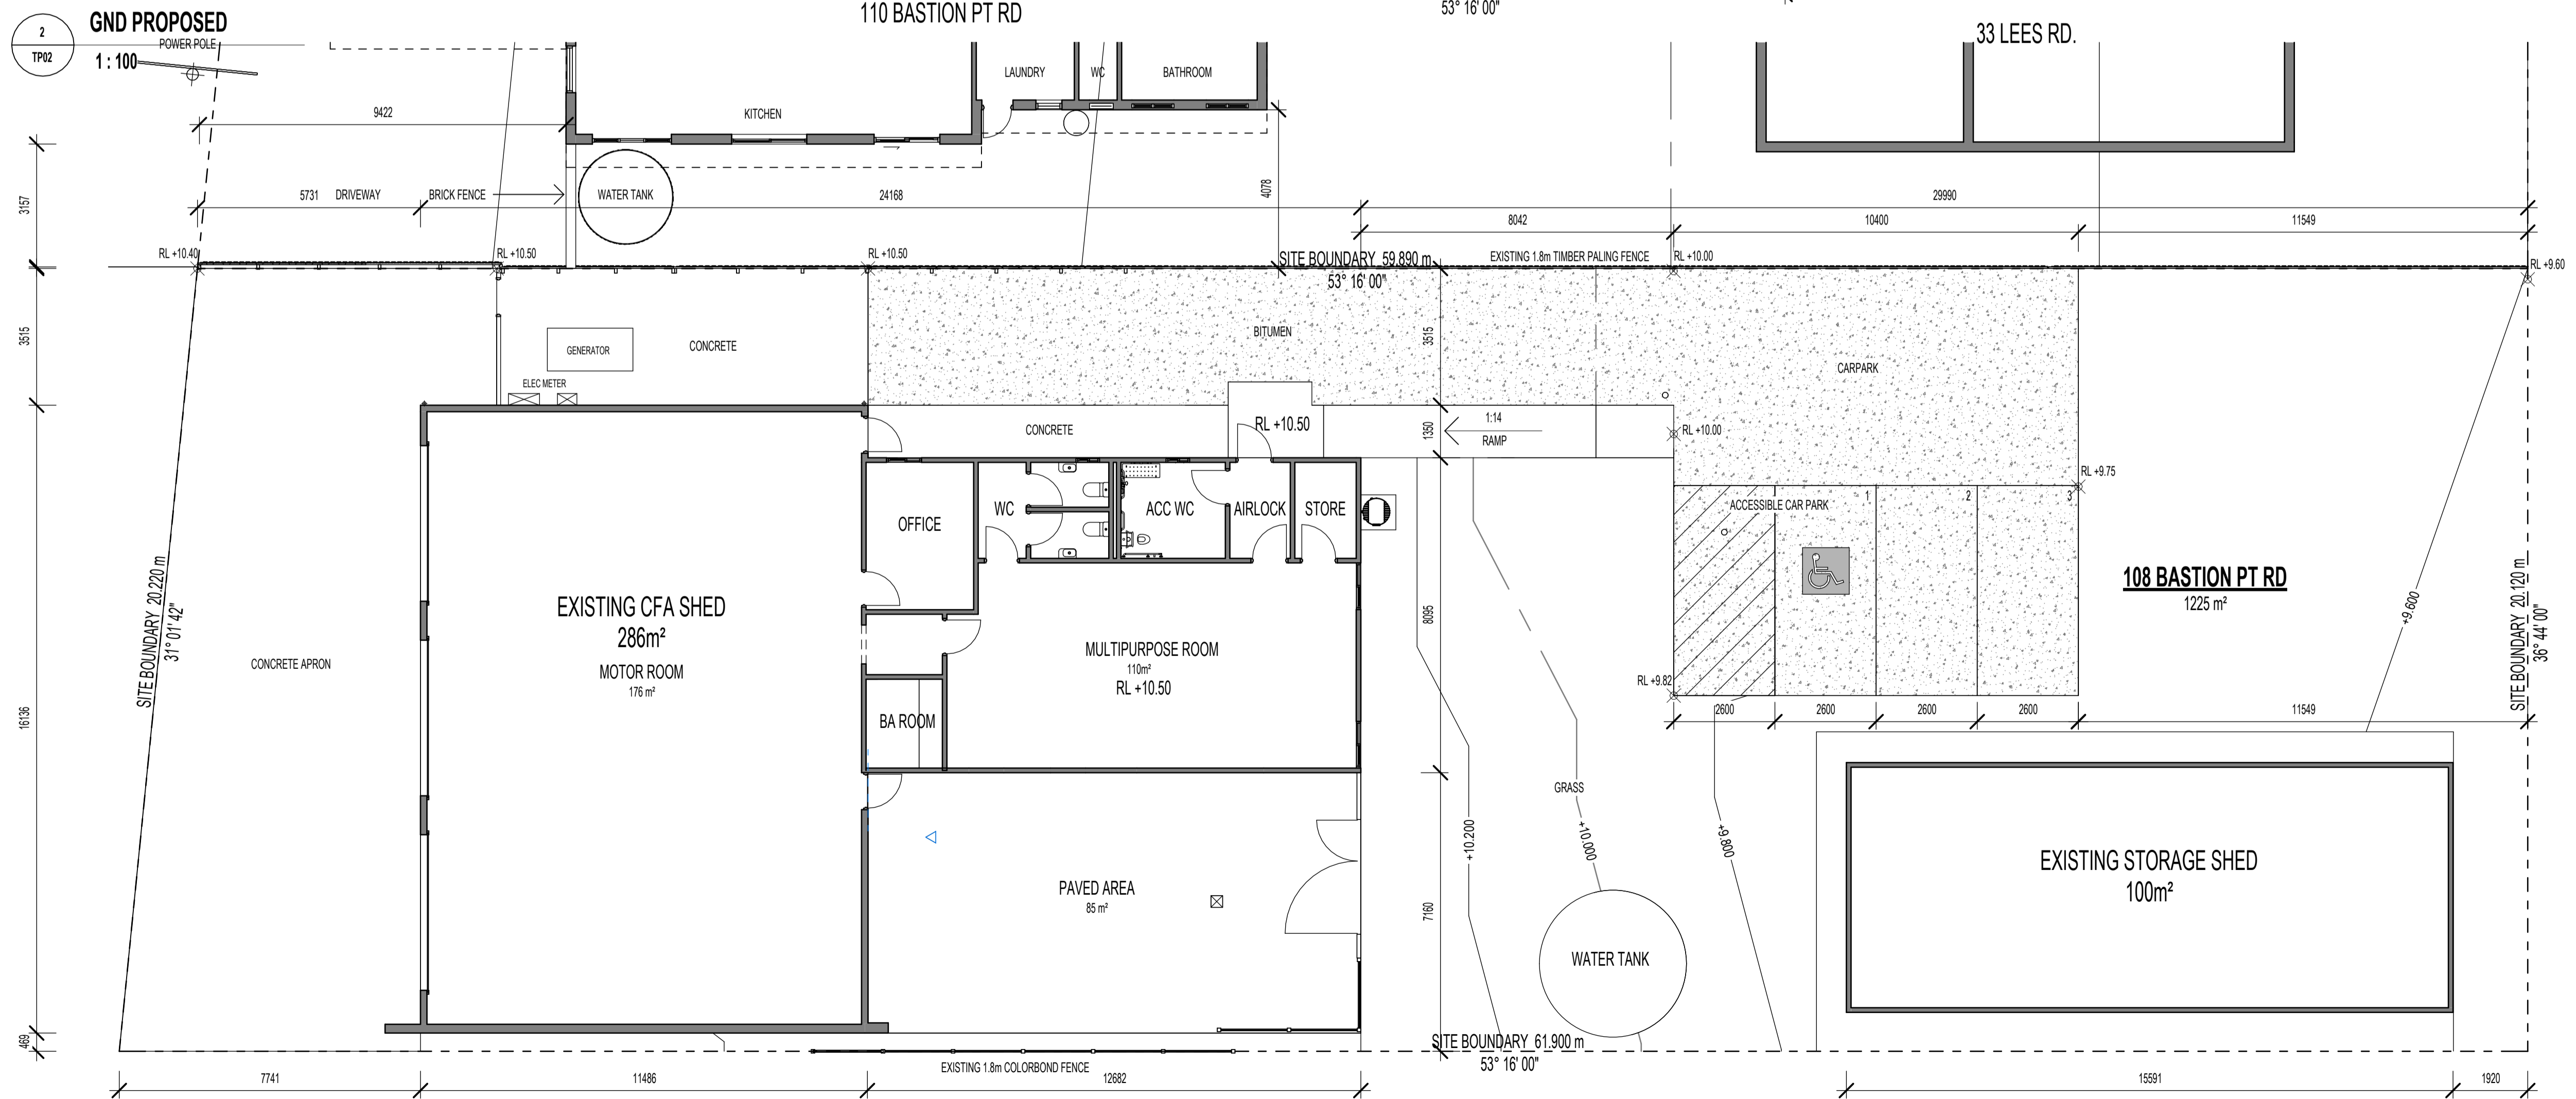 2
TP02
GND PROPOSED
1 : 100
POWER POLE
110 BASTION PT RD
53° 16' 00"
33 LEES RD.
LAUNDRY
WC
BATHROOM
KITCHEN
9422
3157
5731
DRIVEWAY
BRICK FENCE
WATER TANK
24168
4078
29990
8042
10400
11549
RL +10.40
RL +10.50
RL +10.50
SITE BOUNDARY 59.890 m
53° 16' 00"
EXISTING 1.8m TIMBER PALING FENCE
RL +10.00
RL +9.60
3515
GENERATOR
CONCRETE
ELEC METER
BITUMEN
3515
CARPARK
CONCRETE
RL +10.50
1350
1:14
RAMP
RL +10.00
RL +9.75
OFFICE
WC
ACC WC
AIRLOCK
STORE
ACCESSIBLE CAR PARK
1
2
3
SITE BOUNDARY 20.220 m
31° 01' 42"
CONCRETE APRON
EXISTING CFA SHED
286m²
MOTOR ROOM
176 m²
MULTIPURPOSE ROOM
110m²
RL +10.50
8095
108 BASTION PT RD
1225 m²
+9.600
SITE BOUNDARY 20.120 m
36° 44' 00"
RL +9.82
BA ROOM
2600
2600
2600
2600
11549
16136
GRASS
+10.200
+10.000
+9.800
PAVED AREA
85 m²
7160
WATER TANK
EXISTING STORAGE SHED
100m²
469
SITE BOUNDARY 61.900 m
53° 16' 00"
EXISTING 1.8m COLORBOND FENCE
7741
11486
12682
15591
1920